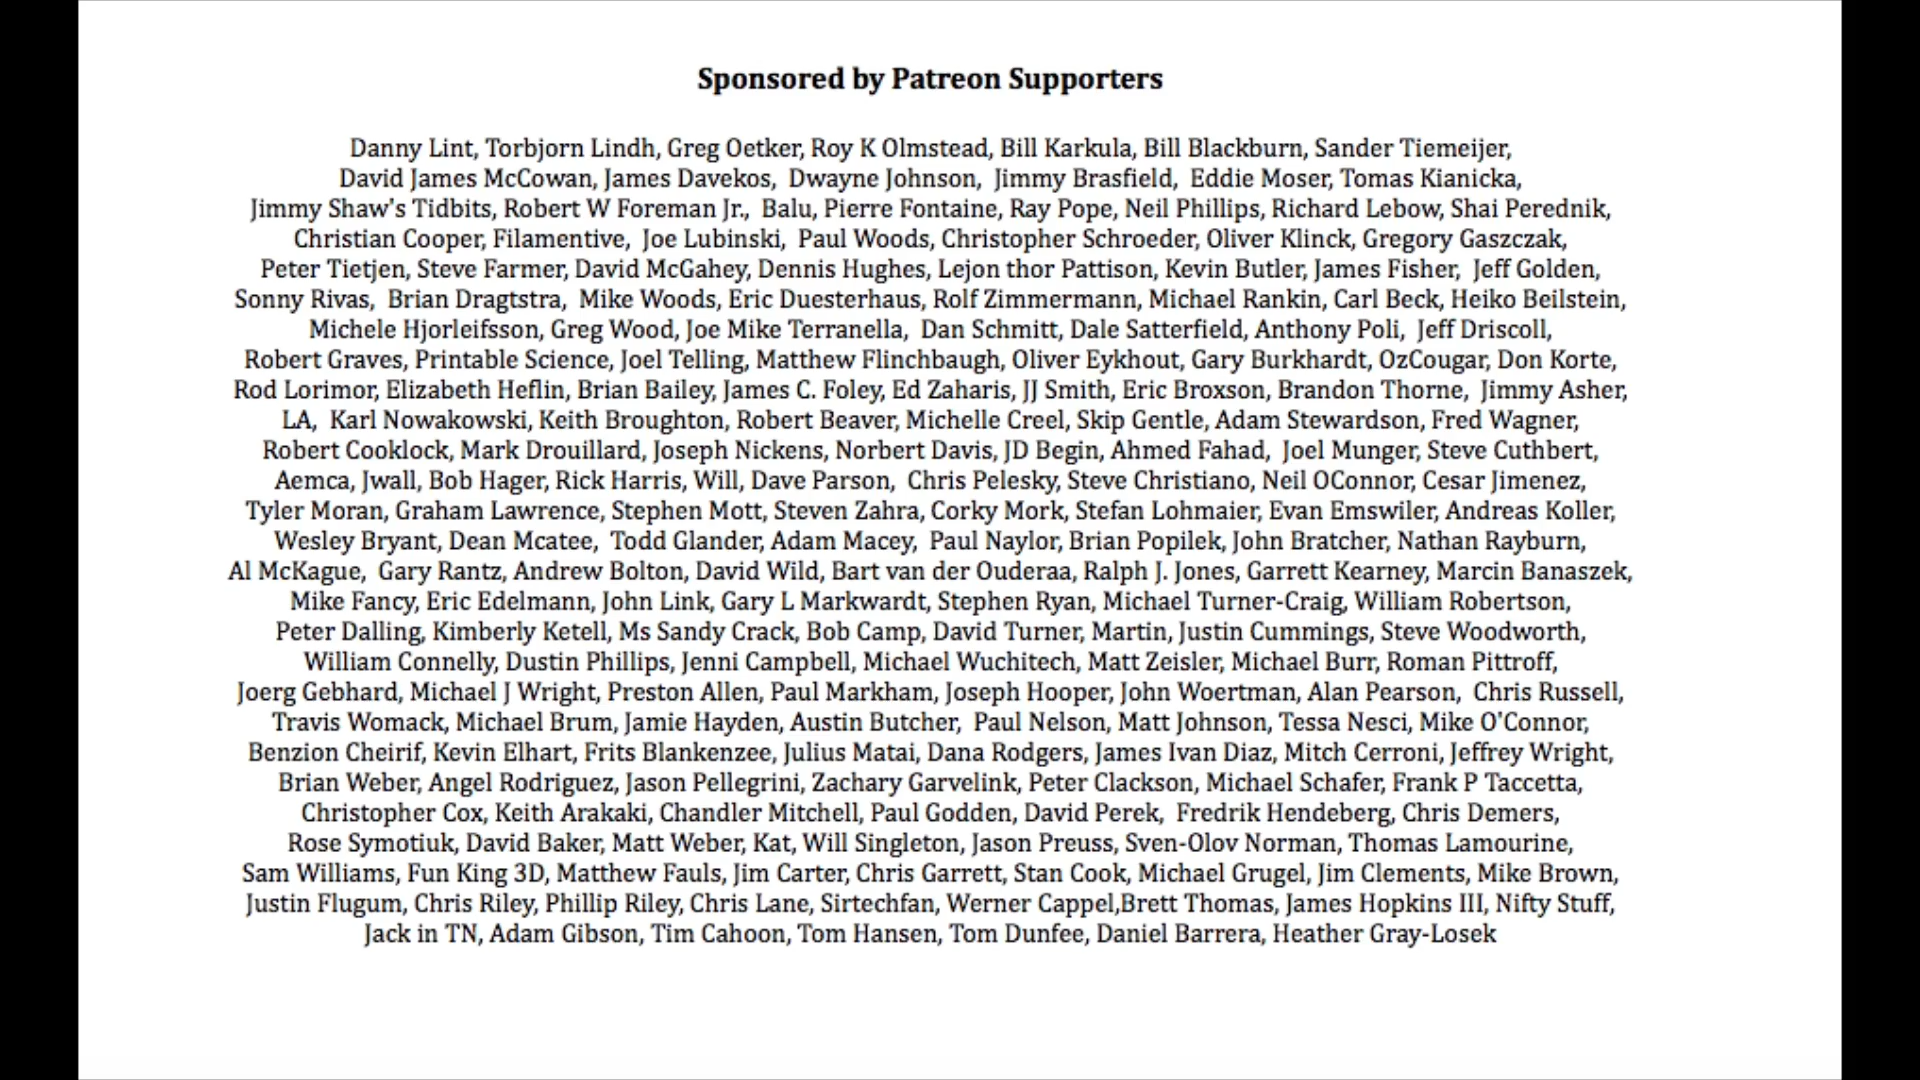 Sponsored by Patreon Supporters
Danny Lint, Torbjorn Lindh, Greg Oetker, Roy K Olmstead, Bill Karkula, Bill Blackburn, Sander Tiemeijer,
David James McCowan, James Davekos,  Dwayne Johnson,  Jimmy Brasfield,  Eddie Moser, Tomas Kianicka,
Jimmy Shaw's Tidbits, Robert W Foreman Jr.,  Balu, Pierre Fontaine, Ray Pope, Neil Phillips, Richard Lebow, Shai Perednik,
Christian Cooper, Filamentive,  Joe Lubinski,  Paul Woods, Christopher Schroeder, Oliver Klinck, Gregory Gaszczak,
Peter Tietjen, Steve Farmer, David McGahey, Dennis Hughes, Lejon thor Pattison, Kevin Butler, James Fisher,  Jeff Golden,
Sonny Rivas,  Brian Dragtstra,  Mike Woods, Eric Duesterhaus, Rolf Zimmermann, Michael Rankin, Carl Beck, Heiko Beilstein,
Michele Hjorleifsson, Greg Wood, Joe Mike Terranella,  Dan Schmitt, Dale Satterfield, Anthony Poli,  Jeff Driscoll,
Robert Graves, Printable Science, Joel Telling, Matthew Flinchbaugh, Oliver Eykhout, Gary Burkhardt, OzCougar, Don Korte,
Rod Lorimor, Elizabeth Heflin, Brian Bailey, James C. Foley, Ed Zaharis, JJ Smith, Eric Broxson, Brandon Thorne,  Jimmy Asher,
LA,  Karl Nowakowski, Keith Broughton, Robert Beaver, Michelle Creel, Skip Gentle, Adam Stewardson, Fred Wagner,
Robert Cooklock, Mark Drouillard, Joseph Nickens, Norbert Davis, JD Begin, Ahmed Fahad,  Joel Munger, Steve Cuthbert,
Aemca, Jwall, Bob Hager, Rick Harris, Will, Dave Parson,  Chris Pelesky, Steve Christiano, Neil OConnor, Cesar Jimenez,
Tyler Moran, Graham Lawrence, Stephen Mott, Steven Zahra, Corky Mork, Stefan Lohmaier, Evan Emswiler, Andreas Koller,
Wesley Bryant, Dean Mcatee,  Todd Glander, Adam Macey,  Paul Naylor, Brian Popilek, John Bratcher, Nathan Rayburn,
Al McKague,  Gary Rantz, Andrew Bolton, David Wild, Bart van der Ouderaa, Ralph J. Jones, Garrett Kearney, Marcin Banaszek,
Mike Fancy, Eric Edelmann, John Link, Gary L Markwardt, Stephen Ryan, Michael Turner-Craig, William Robertson,
Peter Dalling, Kimberly Ketell, Ms Sandy Crack, Bob Camp, David Turner, Martin, Justin Cummings, Steve Woodworth,
William Connelly, Dustin Phillips, Jenni Campbell, Michael Wuchitech, Matt Zeisler, Michael Burr, Roman Pittroff,
Joerg Gebhard, Michael J Wright, Preston Allen, Paul Markham, Joseph Hooper, John Woertman, Alan Pearson,  Chris Russell,
Travis Womack, Michael Brum, Jamie Hayden, Austin Butcher,  Paul Nelson, Matt Johnson, Tessa Nesci, Mike O'Connor,
Benzion Cheirif, Kevin Elhart, Frits Blankenzee, Julius Matai, Dana Rodgers, James Ivan Diaz, Mitch Cerroni, Jeffrey Wright,
Brian Weber, Angel Rodriguez, Jason Pellegrini, Zachary Garvelink, Peter Clackson, Michael Schafer, Frank P Taccetta,
Christopher Cox, Keith Arakaki, Chandler Mitchell, Paul Godden, David Perek,  Fredrik Hendeberg, Chris Demers,
Rose Symotiuk, David Baker, Matt Weber, Kat, Will Singleton, Jason Preuss, Sven-Olov Norman, Thomas Lamourine,
Sam Williams, Fun King 3D, Matthew Fauls, Jim Carter, Chris Garrett, Stan Cook, Michael Grugel, Jim Clements, Mike Brown,
Justin Flugum, Chris Riley, Phillip Riley, Chris Lane, Sirtechfan, Werner Cappel,Brett Thomas, James Hopkins III, Nifty Stuff,
Jack in TN, Adam Gibson, Tim Cahoon, Tom Hansen, Tom Dunfee, Daniel Barrera, Heather Gray-Losek